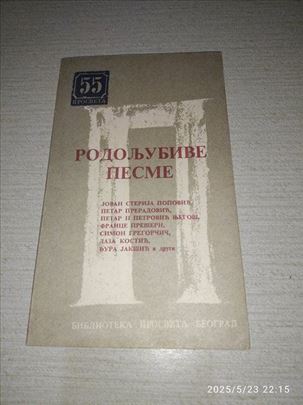 55
ПРОСВЕТА
РОДОЉУБИВЕ
ПЕСМЕ
ЈОВАН СТЕРИЈА ПОПОВИЋ,
ПЕТАР ПРЕРАДОВИЋ,
ПЕТАР II ПЕТРОВИЋ ЊЕГОШ,
ФРАНЦЕ ПРЕШЕРН,
СИМОН ГРЕГОРЧИЧ,
ЛАЗА КОСТИЋ,
ЂУРА ЈАКШИЋ и други
БИБЛИОТЕКА · ПРОСВЕТА · БЕОГРАД
2025/5/23 22:15